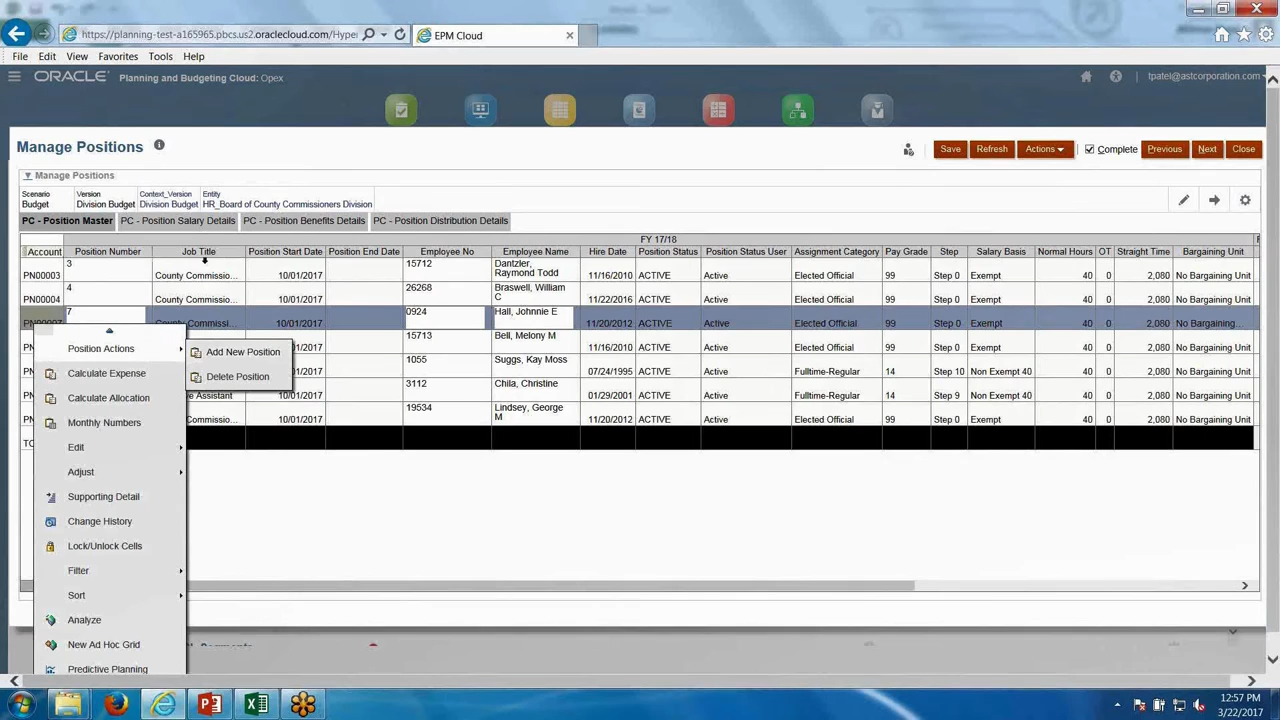 https://planning-test-a165965.pbcs.us2.oraclecloud.com/Hyper
EPM Cloud
File Edit View Favorites Tools Help
ORACLE Planning and Budgeting Cloud: Opex
tpatel@astcorporation.com
Manage Positions
Save Refresh Actions Complete Previous Next Close
Manage Positions
Scenario Version Context_Version Entity
Budget Division Budget Division Budget HR_Board of County Commissioners Division
PC - Position Master PC - Position Salary Details PC - Position Benefits Details PC - Position Distribution Details
FY 17/18
Account Position Number Job Title Position Start Date Position End Date Employee No Employee Name Hire Date Position Status Position Status User Assignment Category Pay Grade Step Salary Basis Normal Hours OT Straight Time Bargaining Unit
PN00003 3 County Commissio... 10/01/2017 15712 Dantzler, Raymond Todd 11/16/2010 ACTIVE Active Elected Official 99 Step 0 Exempt 40 0 2,080 No Bargaining Unit
PN00004 4 County Commissio... 10/01/2017 26268 Braswell, William C 11/22/2016 ACTIVE Active Elected Official 99 Step 0 Exempt 40 0 2,080 No Bargaining Unit
7 County Commissi... 10/01/2017 0924 Hall, Johnnie E 11/20/2012 ACTIVE Active Elected Official 99 Step 0 Exempt 40 0 2,080 No Bargaining...
10/01/2017 15713 Bell, Melony M 11/16/2010 ACTIVE Active Elected Official 99 Step 0 Exempt 40 0 2,080 No Bargaining Unit
10/01/2017 1055 Suggs, Kay Moss 07/24/1995 ACTIVE Active Fulltime-Regular 14 Step 10 Non Exempt 40 40 0 2,080 No Bargaining Unit
ve Assistant 10/01/2017 3112 Chila, Christine 01/29/2001 ACTIVE Active Fulltime-Regular 14 Step 9 Non Exempt 40 40 0 2,080 No Bargaining Unit
Commissio... 10/01/2017 19534 Lindsey, George M 11/20/2012 ACTIVE Active Elected Official 99 Step 0 Exempt 40 0 2,080 No Bargaining Unit
Position Actions
Add New Position
Delete Position
Calculate Expense
Calculate Allocation
Monthly Numbers
Edit
Adjust
Supporting Detail
Change History
Lock/Unlock Cells
Filter
Sort
Analyze
New Ad Hoc Grid
Predictive Planning
12:57 PM
3/22/2017